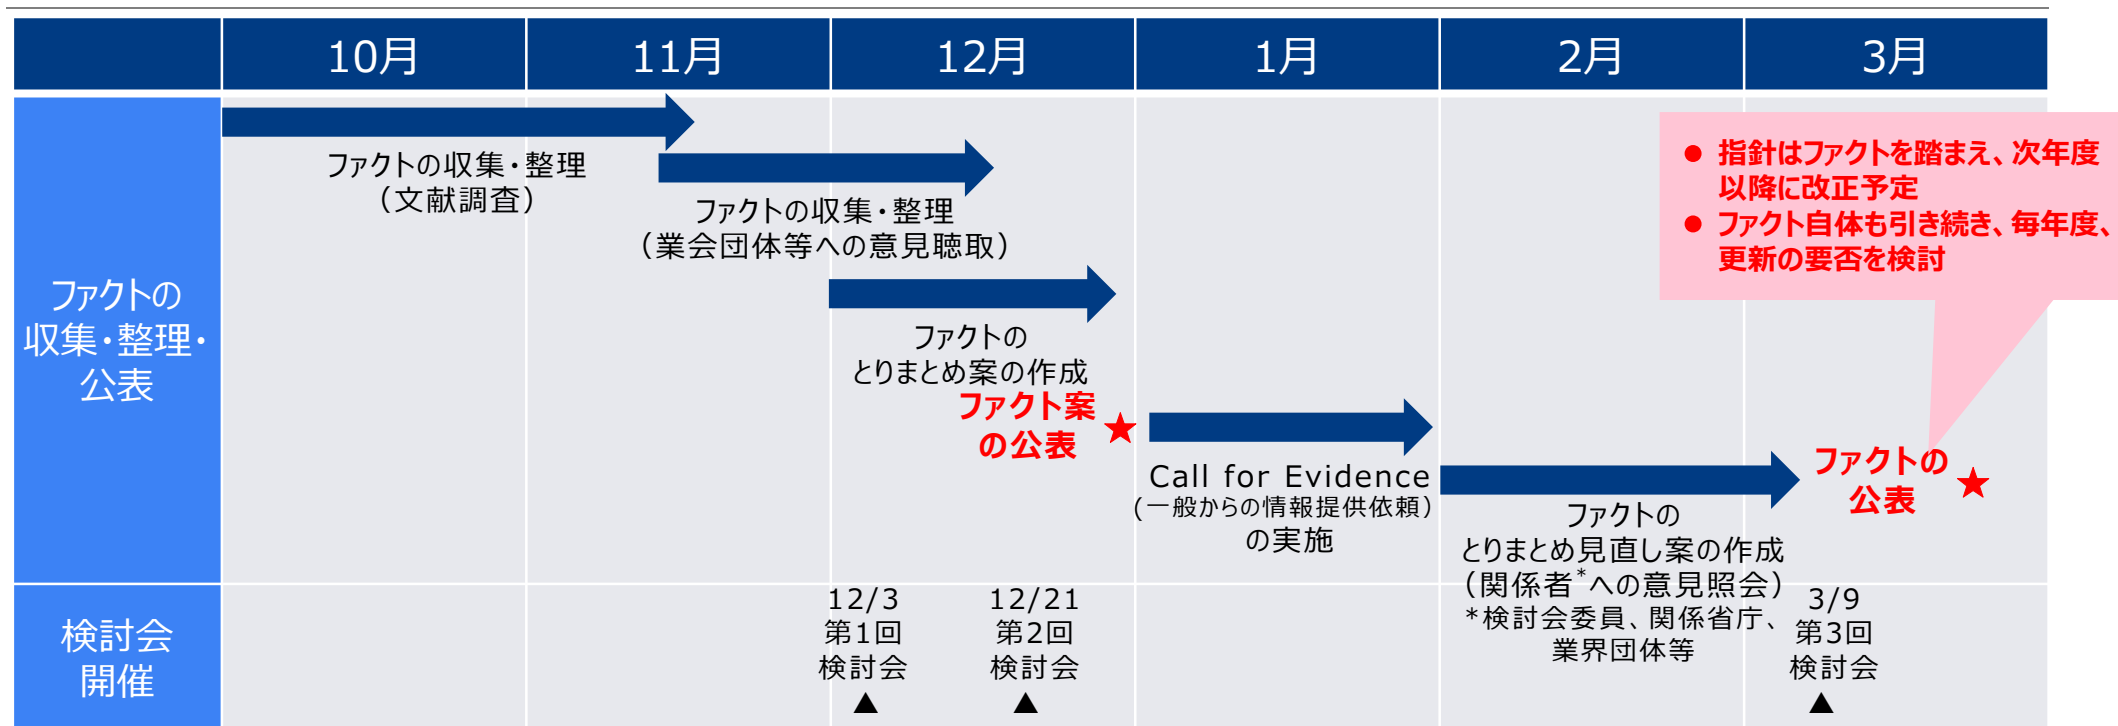 10月
11月
12月
1月
2月
3月
ファクトの
収集・整理・
公表
ファクトの収集・整理
（文献調査）
ファクトの収集・整理
（業会団体等への意見聴取）
ファクトの
とりまとめ案の作成
ファクト案
の公表
★
Call for Evidence
(一般からの情報提供依頼)
の実施
ファクトの
とりまとめ見直し案の作成
（関係者*への意見照会）
*検討会委員、関係省庁、
業界団体等
● 指針はファクトを踏まえ、次年度
以降に改正予定
● ファクト自体も引き続き、毎年度、
更新の要否を検討
ファクトの
公表
★
検討会
開催
12/3
第1回
検討会
▲
12/21
第2回
検討会
▲
3/9
第3回
検討会
▲